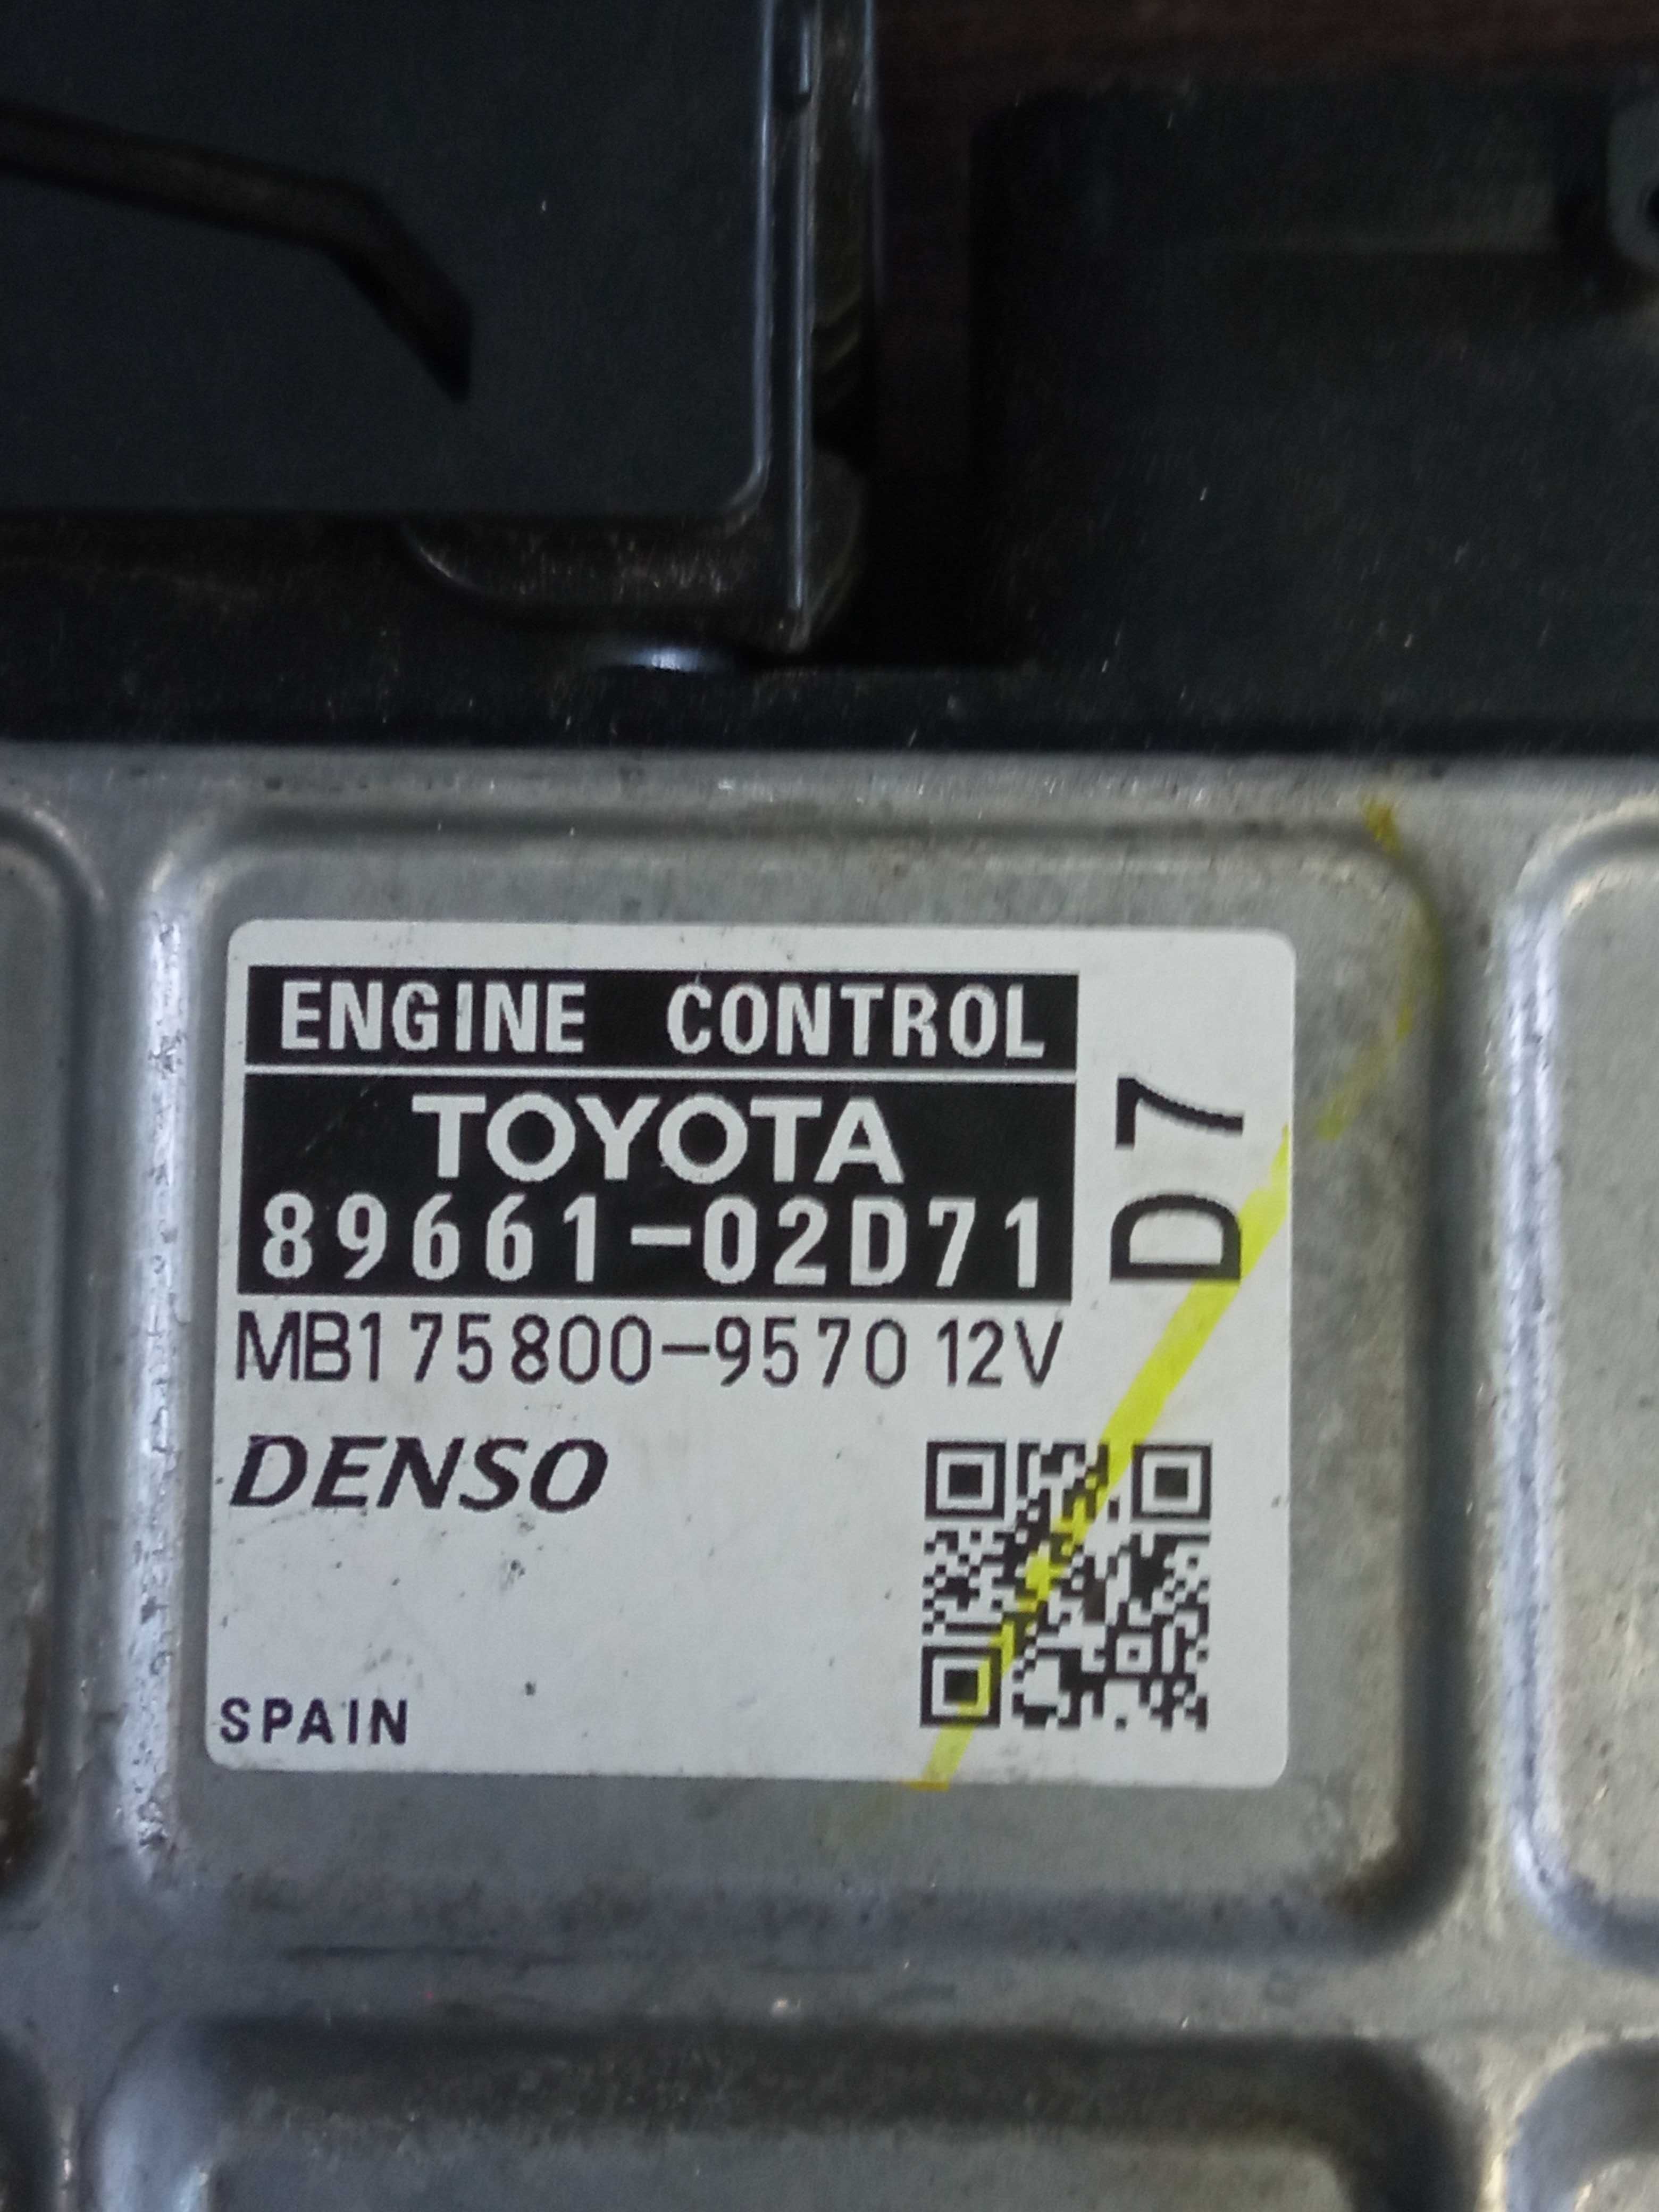 ENGINE CONTROL
TOYOTA
89661-02D71
D7
MB175800-9570 12V
DENSO
SPAIN